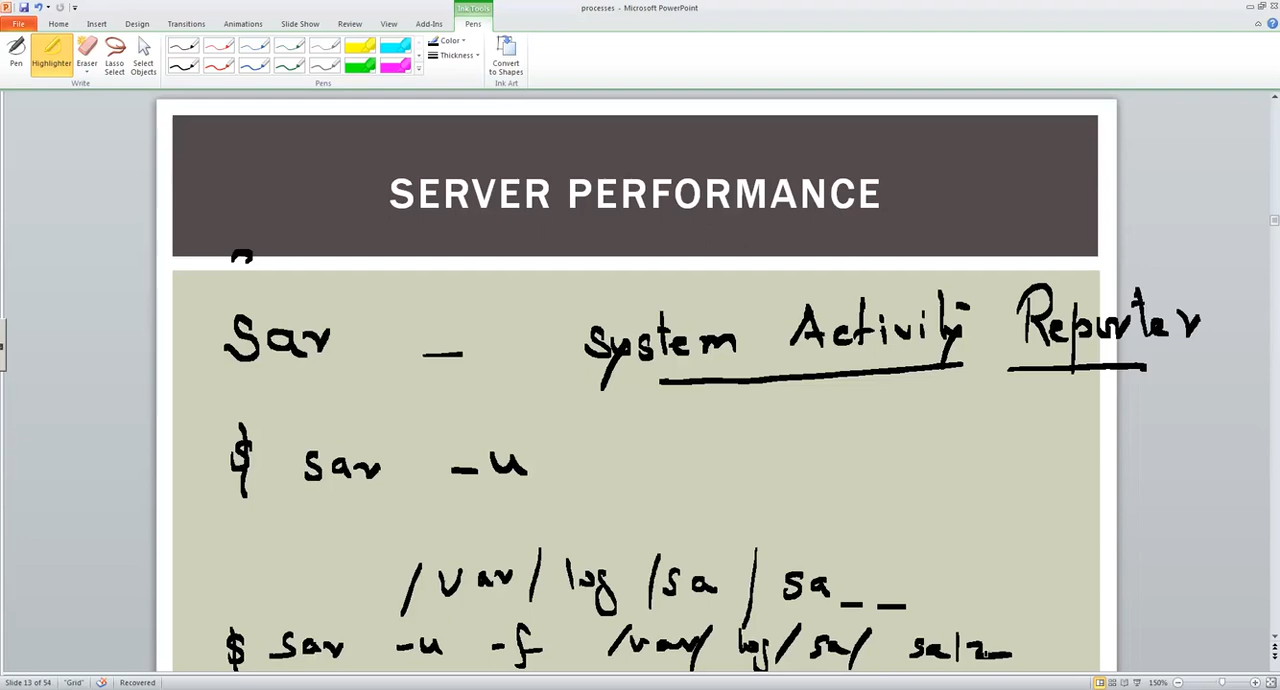 processes - Microsoft PowerPoint
Ink Tools
File Home Insert Design Transitions Animations Slide Show Review View Add-Ins Pens
Pen Highlighter Eraser Lasso Select Select Objects Color Thickness Convert to Shapes
Write Pens Ink Art
SERVER PERFORMANCE
Sar - System Activity Reporter
$ sar -u
/var/log/sa/sa_ _
$ sar -u -f /var/log/sa/ sa12
Slide 13 of 54 "Grid" Recovered 150%